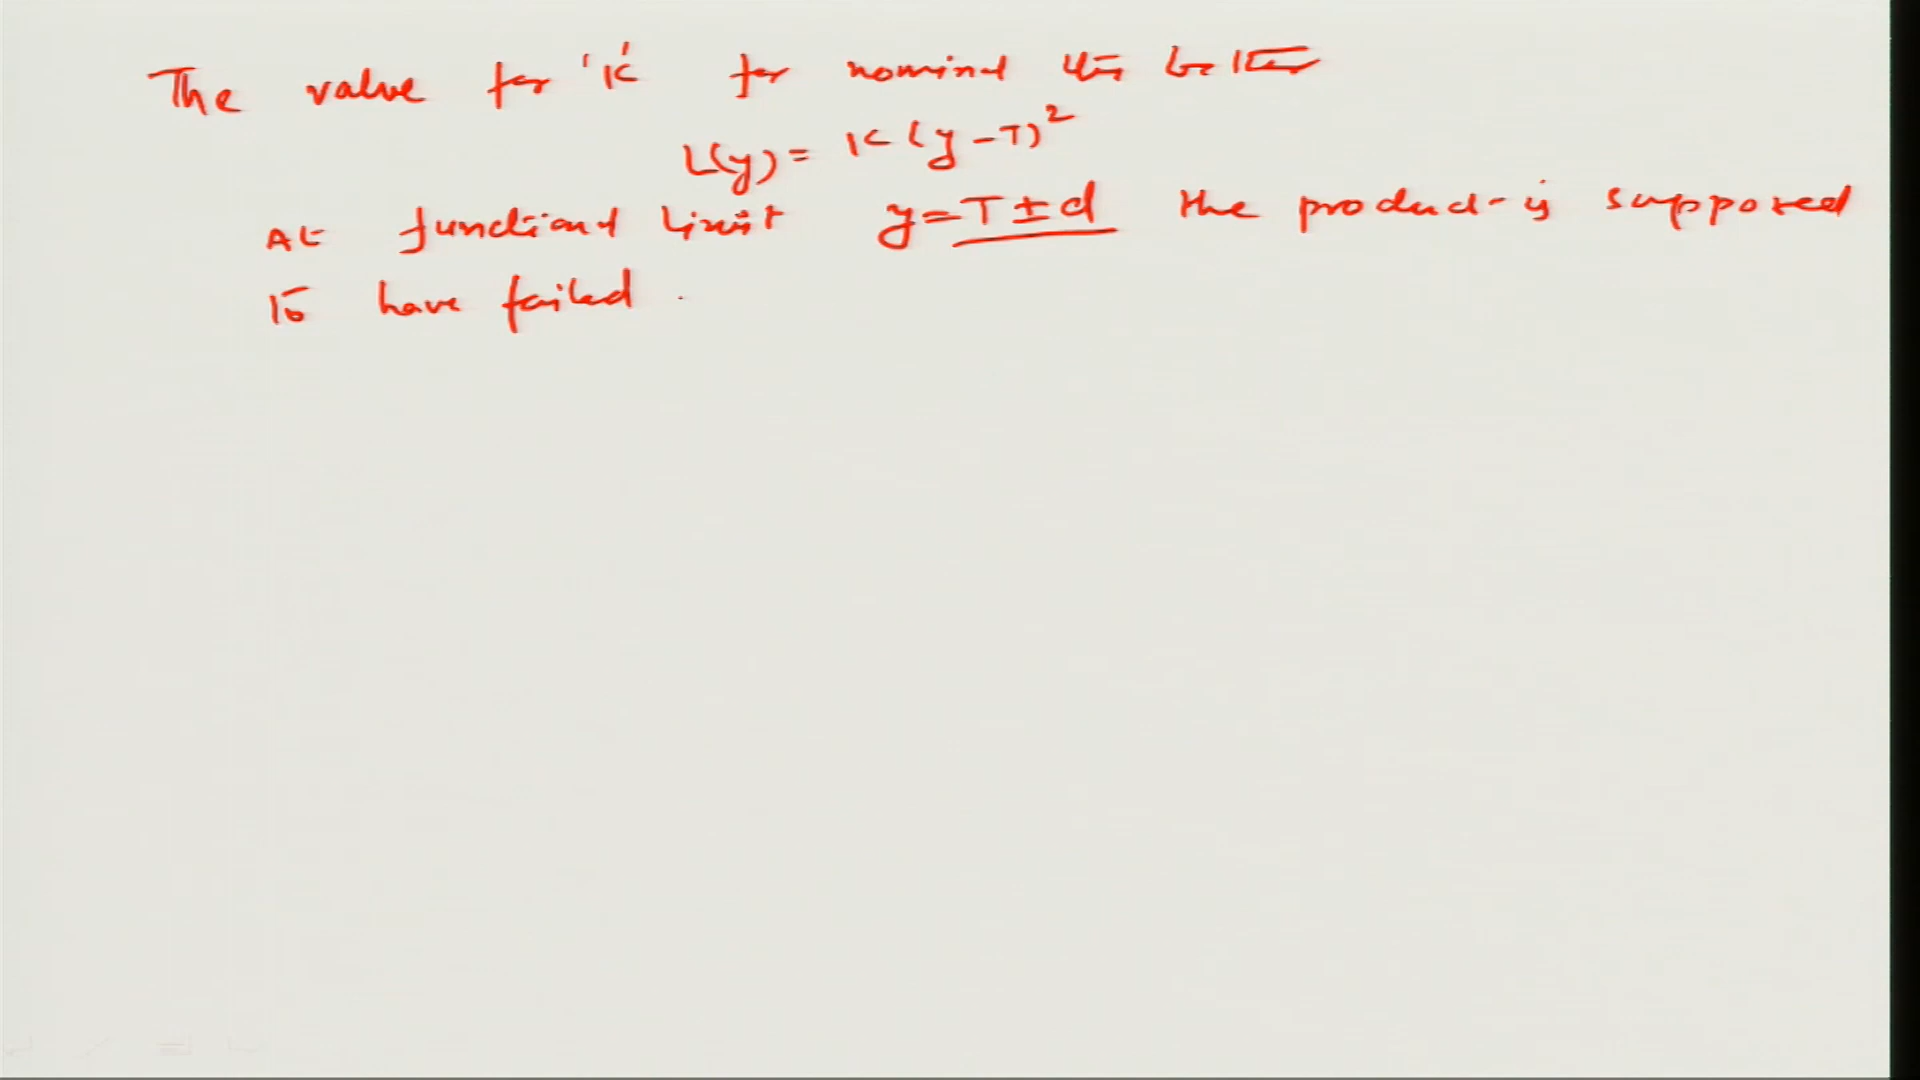 The value for 'K' for nominal the better
L(y) = K(y-T)²
At functional limit y=T±d the product is supposed
to have failed.